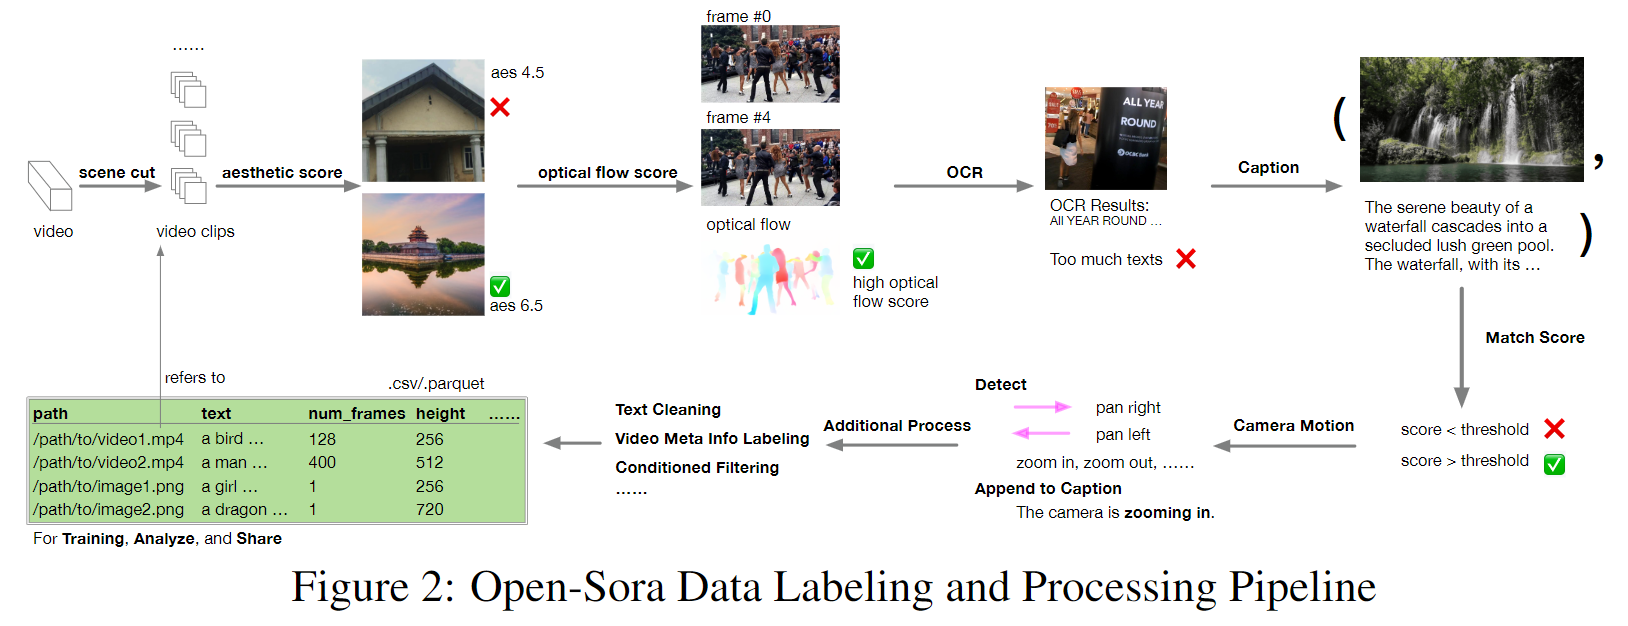 ......
scene cut
video
video clips
aesthetic score
aes 4.5
aes 6.5
optical flow score
frame #0
frame #4
optical flow
high optical
flow score
OCR
ALL YEAR
ROUND
OCBC Bank
OCR Results:
All YEAR ROUND ...
Too much texts
Caption
(
,
The serene beauty of a
waterfall cascades into a
secluded lush green pool.
The waterfall, with its ...
)
Match Score
score < threshold
score > threshold
Camera Motion
Detect
pan right
pan left
zoom in, zoom out, ......
Append to Caption
The camera is zooming in.
Additional Process
Text Cleaning
Video Meta Info Labeling
Conditioned Filtering
......
refers to
.csv/.parquet
path text num_frames height ......
/path/to/video1.mp4 a bird ... 128 256
/path/to/video2.mp4 a man ... 400 512
/path/to/image1.png a girl ... 1 256
/path/to/image2.png a dragon ... 1 720
For Training, Analyze, and Share
Figure 2: Open-Sora Data Labeling and Processing Pipeline